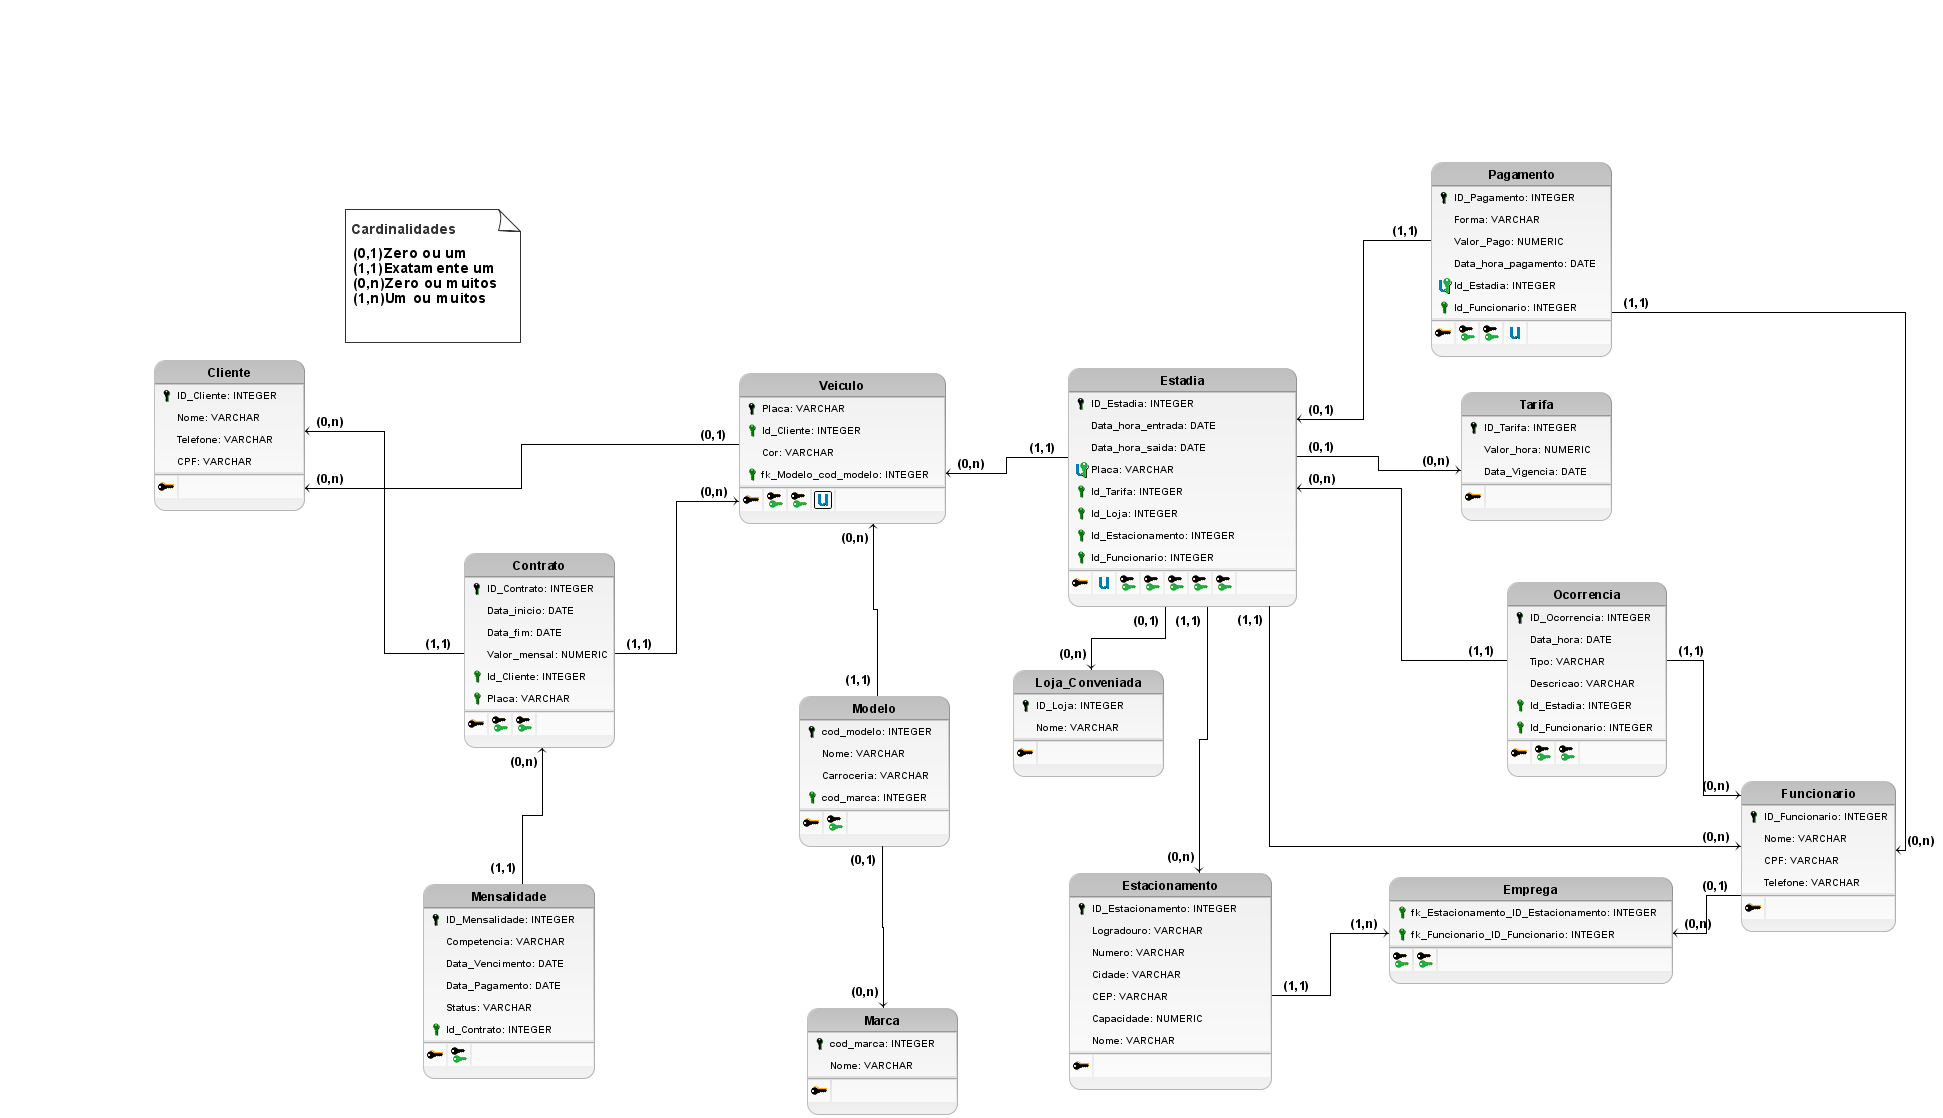 Cardinalidades
(0,1)Zero ou um
(1,1)Exatamente um
(0,n)Zero ou muitos
(1,n)Um ou muitos
Pagamento
ID_Pagamento: INTEGER
Forma: VARCHAR
Valor_Pago: NUMERIC
Data_hora_pagamento: DATE
Id_Estadia: INTEGER
Id_Funcionario: INTEGER
u
(1,1)
(1,1)
Cliente
ID_Cliente: INTEGER
Nome: VARCHAR
Telefone: VARCHAR
CPF: VARCHAR
(0,n)
(0,n)
Veiculo
Placa: VARCHAR
Id_Cliente: INTEGER
Cor: VARCHAR
fk_Modelo_cod_modelo: INTEGER
u
(0,1)
(0,n)
(0,n)
(0,n)
Estadia
ID_Estadia: INTEGER
Data_hora_entrada: DATE
Data_hora_saida: DATE
Placa: VARCHAR
Id_Tarifa: INTEGER
Id_Loja: INTEGER
Id_Estacionamento: INTEGER
Id_Funcionario: INTEGER
u
(1,1)
(0,1)
(0,1)
(0,n)
(0,1)
(1,1)
(1,1)
Tarifa
ID_Tarifa: INTEGER
Valor_hora: NUMERIC
Data_Vigencia: DATE
(0,n)
Contrato
ID_Contrato: INTEGER
Data_inicio: DATE
Data_fim: DATE
Valor_mensal: NUMERIC
Id_Cliente: INTEGER
Placa: VARCHAR
(1,1)
(1,1)
(0,n)
Ocorrencia
ID_Ocorrencia: INTEGER
Data_hora: DATE
Tipo: VARCHAR
Descricao: VARCHAR
Id_Estadia: INTEGER
Id_Funcionario: INTEGER
(1,1)
(1,1)
Loja_Conveniada
ID_Loja: INTEGER
Nome: VARCHAR
(0,n)
Modelo
cod_modelo: INTEGER
Nome: VARCHAR
Carroceria: VARCHAR
cod_marca: INTEGER
(1,1)
(0,1)
Funcionario
ID_Funcionario: INTEGER
Nome: VARCHAR
CPF: VARCHAR
Telefone: VARCHAR
(0,n)
(0,n)
(0,n)
(0,1)
Mensalidade
ID_Mensalidade: INTEGER
Competencia: VARCHAR
Data_Vencimento: DATE
Data_Pagamento: DATE
Status: VARCHAR
Id_Contrato: INTEGER
(1,1)
Estacionamento
ID_Estacionamento: INTEGER
Logradouro: VARCHAR
Numero: VARCHAR
Cidade: VARCHAR
CEP: VARCHAR
Capacidade: NUMERIC
Nome: VARCHAR
(0,n)
(1,1)
Emprega
fk_Estacionamento_ID_Estacionamento: INTEGER
fk_Funcionario_ID_Funcionario: INTEGER
(1,n)
(0,n)
Marca
cod_marca: INTEGER
Nome: VARCHAR
(0,n)